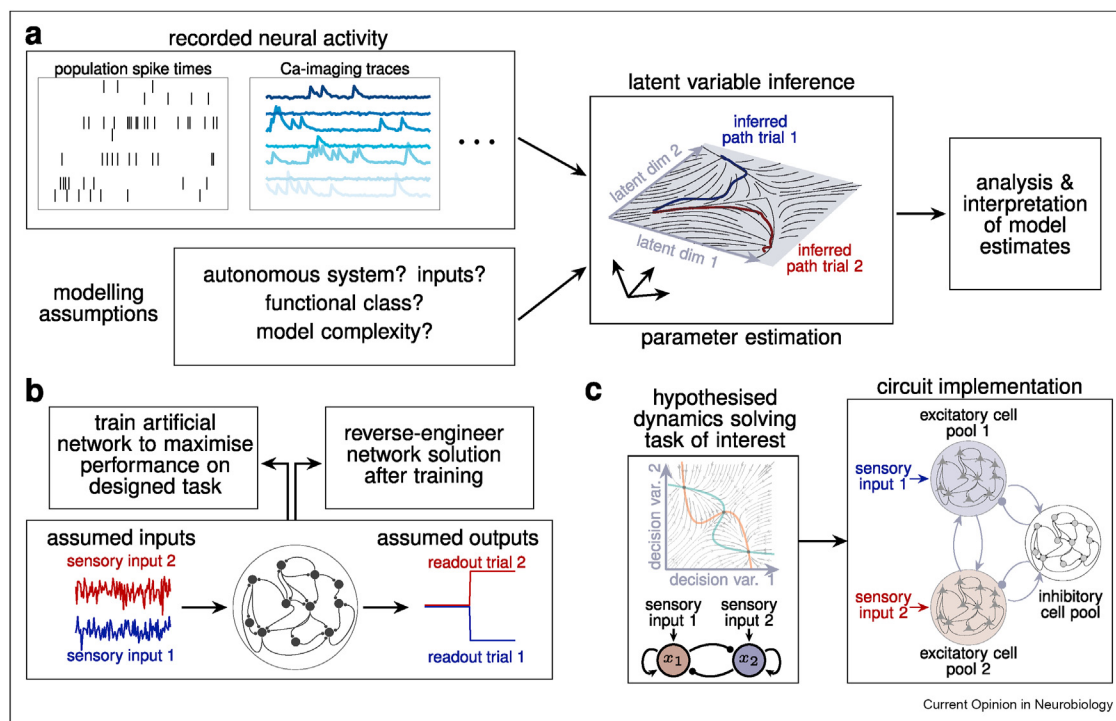 a
recorded neural activity
population spike times
Ca-imaging traces
latent variable inference
inferred
path trial 1
latent dim 2
latent dim 1
inferred
path trial 2
parameter estimation
analysis &
interpretation
of model
estimates
modelling
assumptions
autonomous system? inputs?
functional class?
model complexity?
b
train artificial
network to maximise
performance on
designed task
reverse-engineer
network solution
after training
assumed inputs
sensory input 2
sensory input 1
assumed outputs
readout trial 2
readout trial 1
c
hypothesised
dynamics solving
task of interest
decision var. 2
decision var. 1
sensory
input 1
sensory
input 2
x1
x2
circuit implementation
excitatory cell
pool 1
sensory
input 1
sensory
input 2
inhibitory
cell pool
excitatory cell
pool 2
Current Opinion in Neurobiology